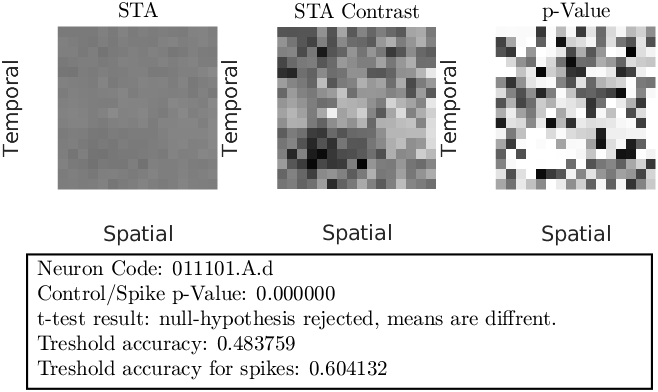 STA
STA Contrast
p-Value
Temporal
Temporal
Temporal
Spatial
Spatial
Spatial
Neuron Code: 011101.A.d
Control/Spike p-Value: 0.000000
t-test result: null-hypothesis rejected, means are diffrent.
Treshold accuracy: 0.483759
Treshold accuracy for spikes: 0.604132